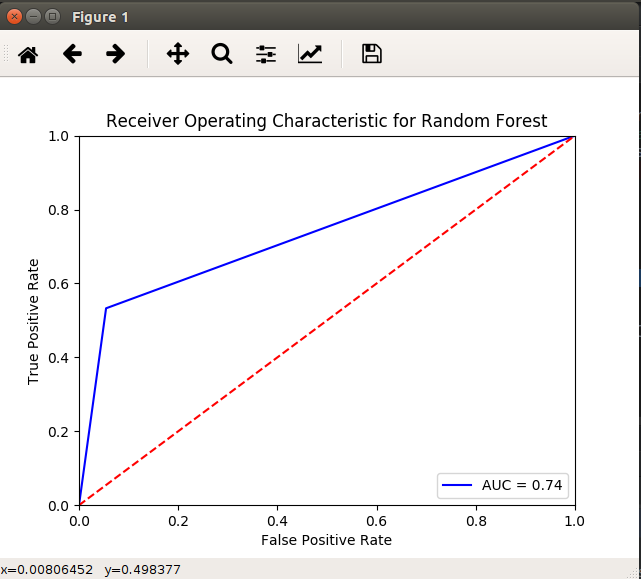 Figure 1
Receiver Operating Characteristic for Random Forest
1.0
0.8
0.6
0.4
0.2
0.0
True Positive Rate
AUC = 0.74
0.0 0.2 0.4 0.6 0.8 1.0
False Positive Rate
x=0.00806452 y=0.498377